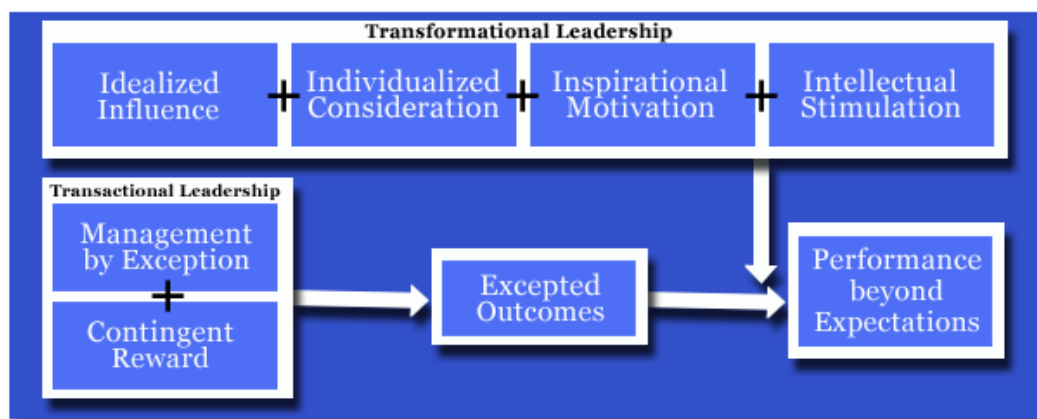 Transformational Leadership
Idealized
Influence
+
Individualized
Consideration
+
Inspirational
Motivation
+
Intellectual
Stimulation
Transactional Leadership
Management
by Exception
+
Contingent
Reward
Excepted
Outcomes
Performance
beyond
Expectations